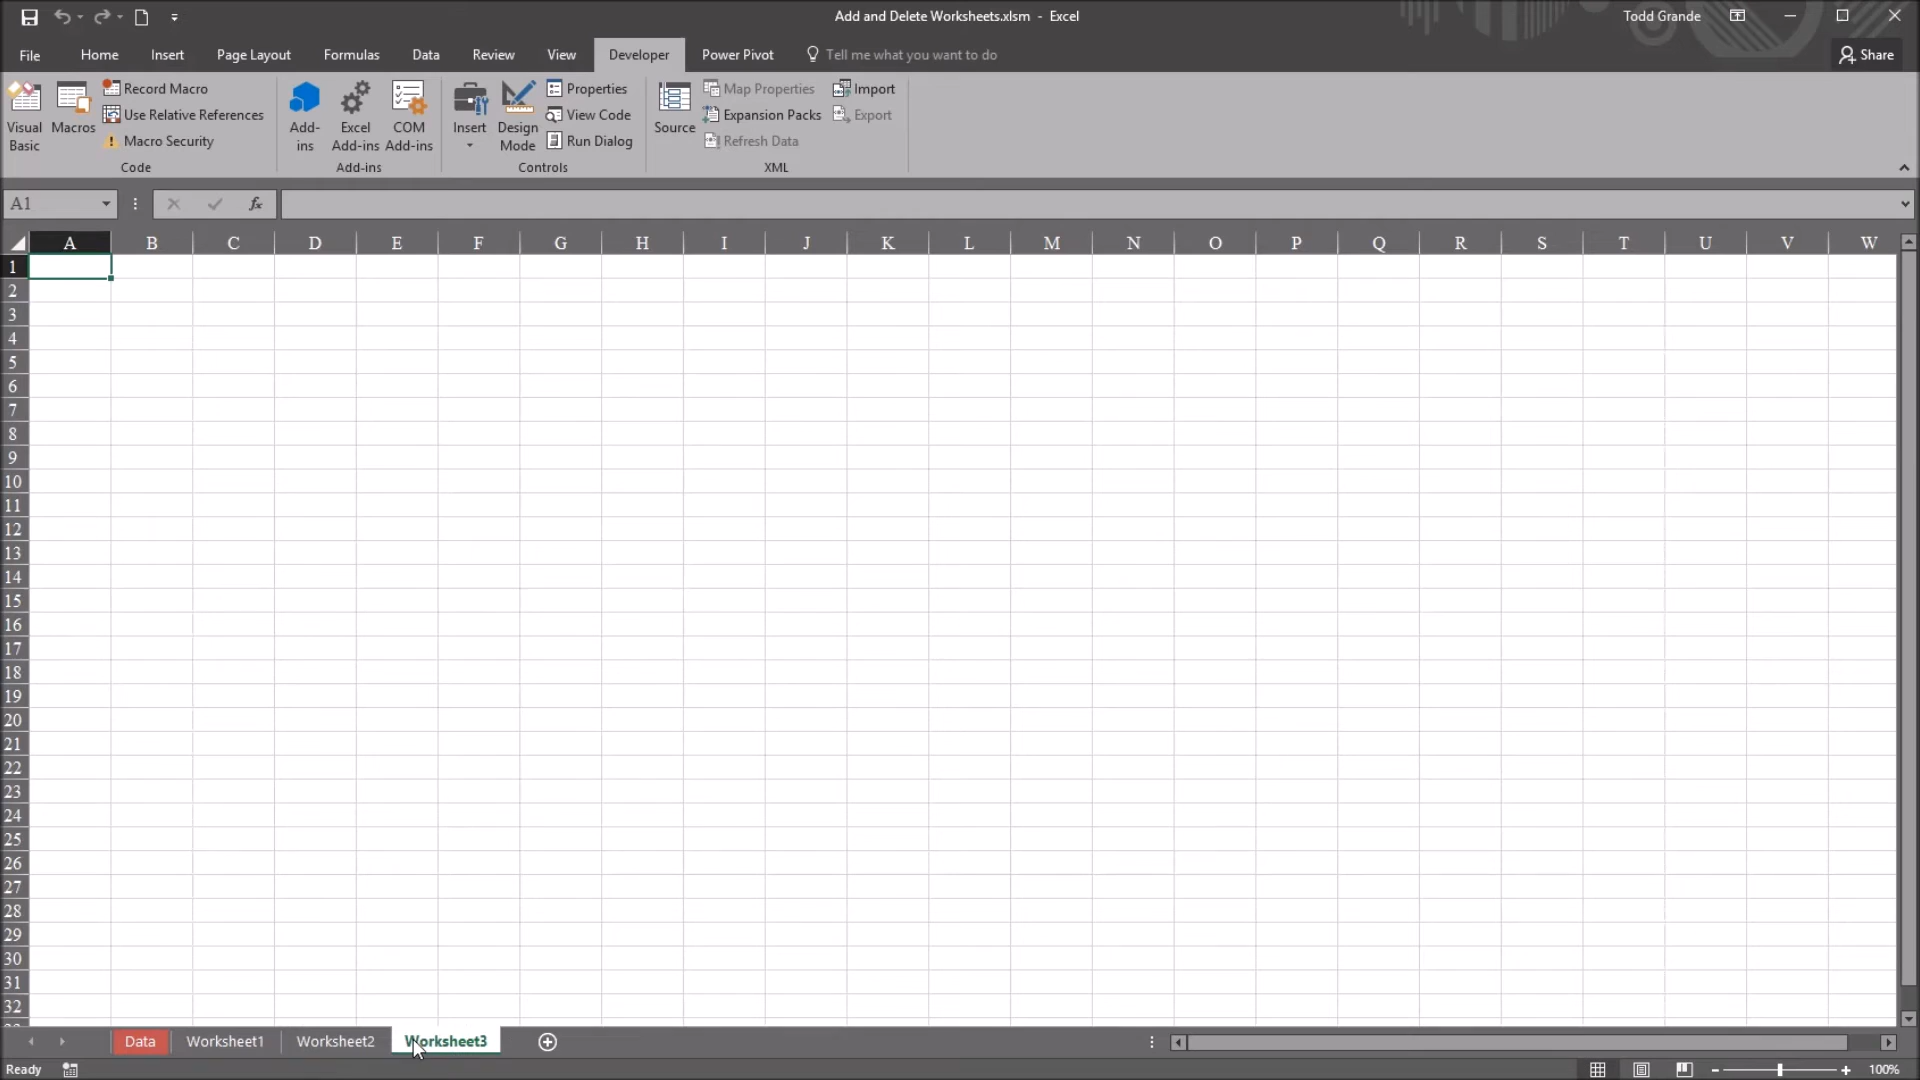 Add and Delete Worksheets.xlsm - Excel
Todd Grande
File Home Insert Page Layout Formulas Data Review View Developer Power Pivot Tell me what you want to do Share
Visual Basic
Macros
Record Macro
Use Relative References
Macro Security
Code
Add-ins
Excel Add-ins
COM Add-ins
Add-ins
Insert
Design Mode
Properties
View Code
Run Dialog
Controls
Source
Map Properties
Expansion Packs
Refresh Data
Import
Export
XML
A1 fx
A B C D E F G H I J K L M N O P Q R S T U V W
1
2
3
4
5
6
7
8
9
10
11
12
13
14
15
16
17
18
19
20
21
22
23
24
25
26
27
28
29
30
31
32
Data Worksheet1 Worksheet2 Worksheet3
Ready 100%